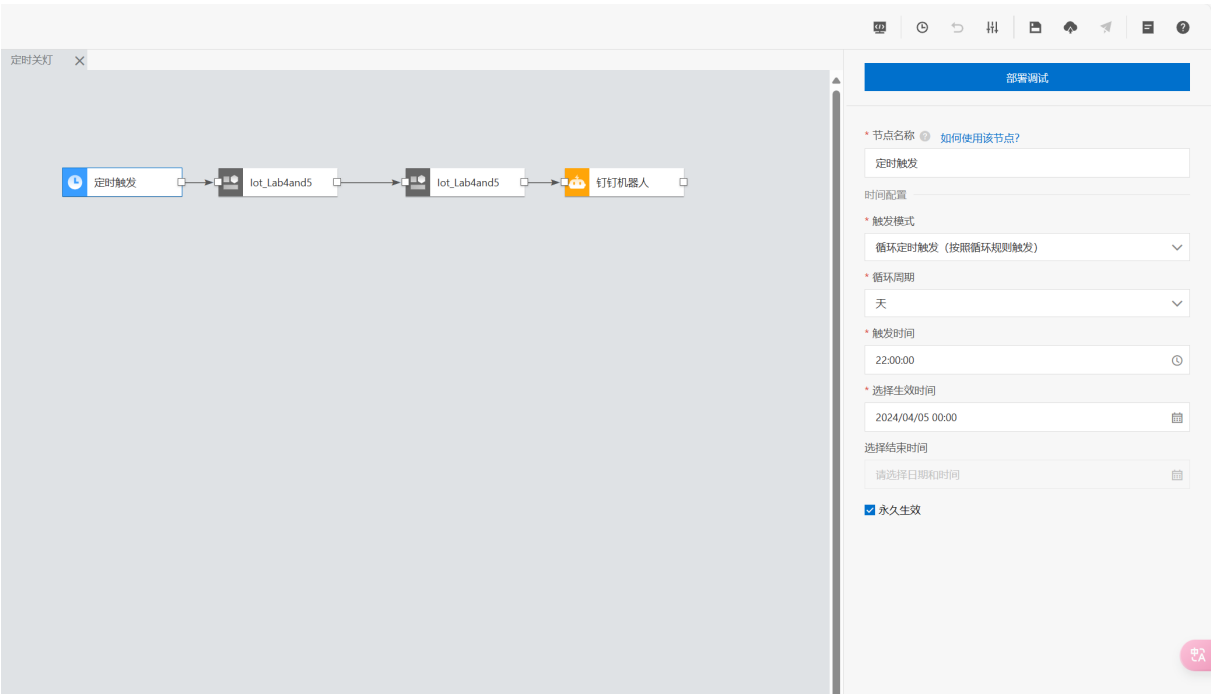 定时关灯
部署调试
* 节点名称 如何使用该节点?
定时触发
时间配置
定时触发 Iot_Lab4and5 Iot_Lab4and5 钉钉机器人
* 触发模式
循环定时触发（按照循环规则触发）
* 循环周期
天
* 触发时间
22:00:00
* 选择生效时间
2024/04/05 00:00
选择结束时间
请选择日期和时间
永久生效